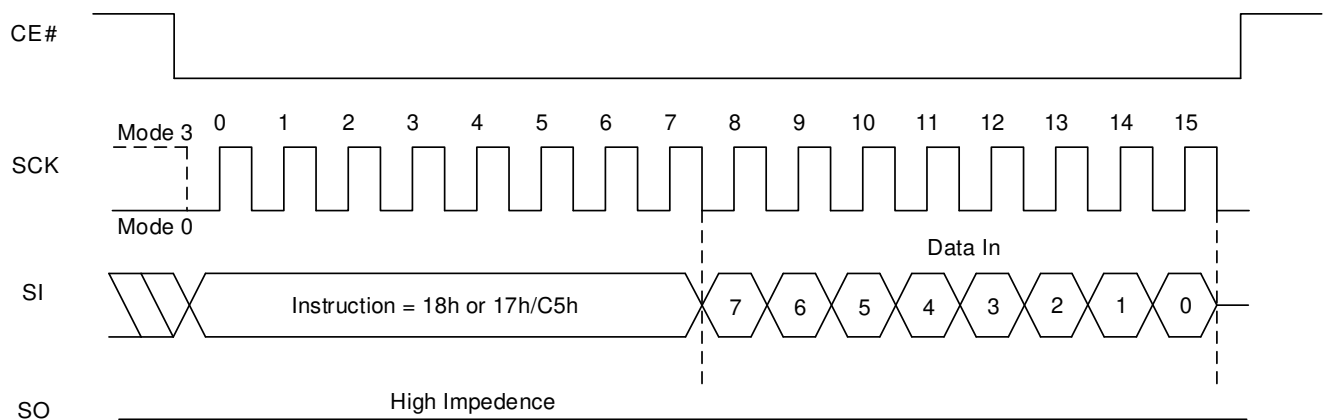 CE#
Mode 3
0 1 2 3 4 5 6 7 8 9 10 11 12 13 14 15
SCK
Mode 0
Data In
SI
Instruction = 18h or 17h/C5h
7 6 5 4 3 2 1 0
High Impedence
SO